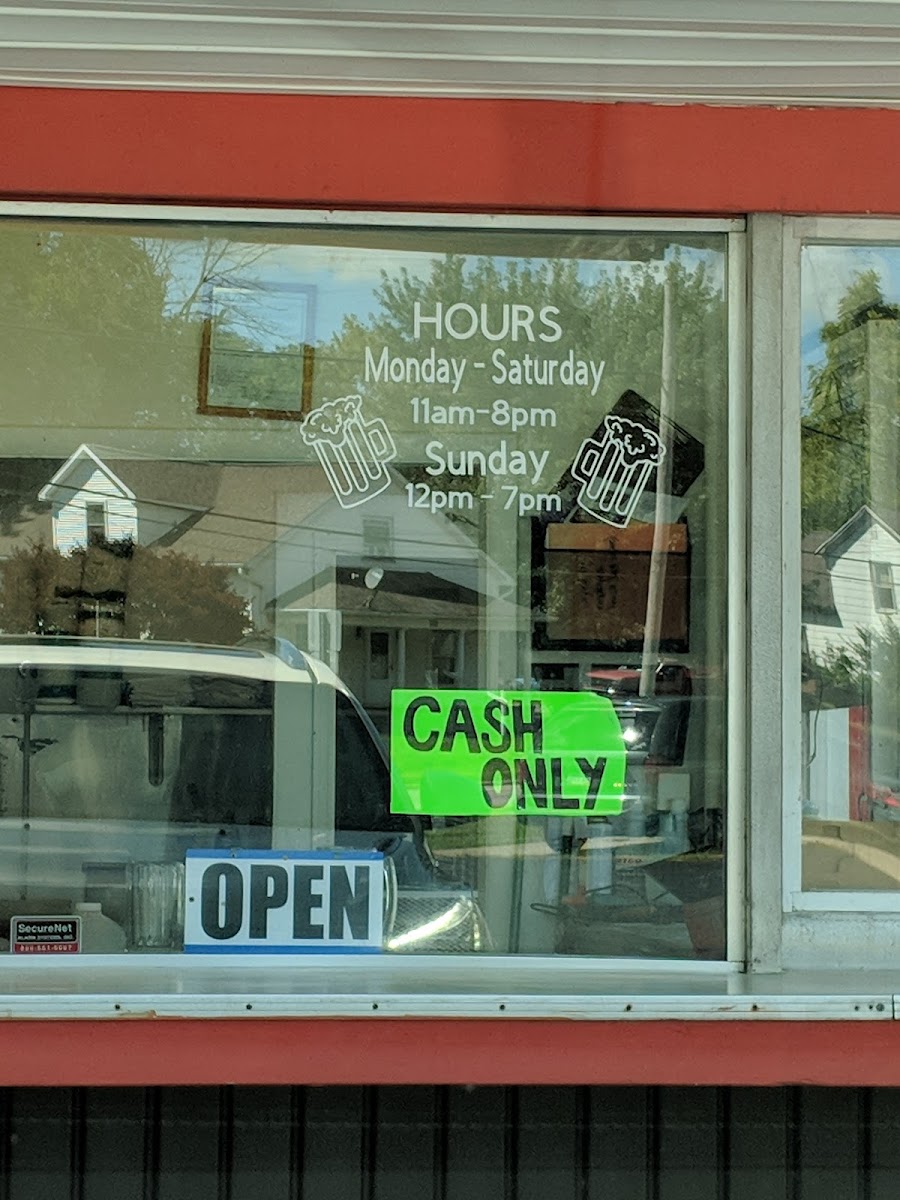 HOURS
Monday - Saturday
11am-8pm
Sunday
12pm - 7pm
CASH
ONLY
OPEN
SecureNet